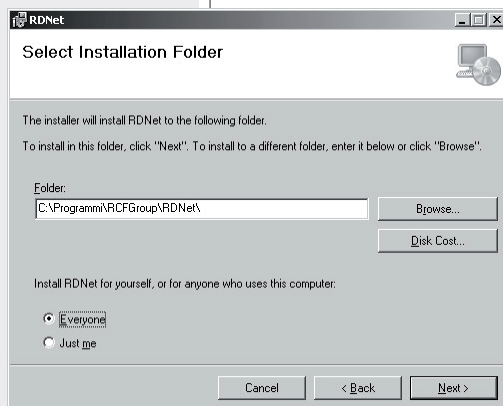 RDNet
Select Installation Folder
The installer will install RDNet to the following folder.
To install in this folder, click "Next". To install to a different folder, enter it below or click "Browse".
Folder:
C:\Programmi\RCFGroup\RDNet\
Browse...
Disk Cost...
Install RDNet for yourself, or for anyone who uses this computer:
Everyone
Just me
Cancel
< Back
Next >